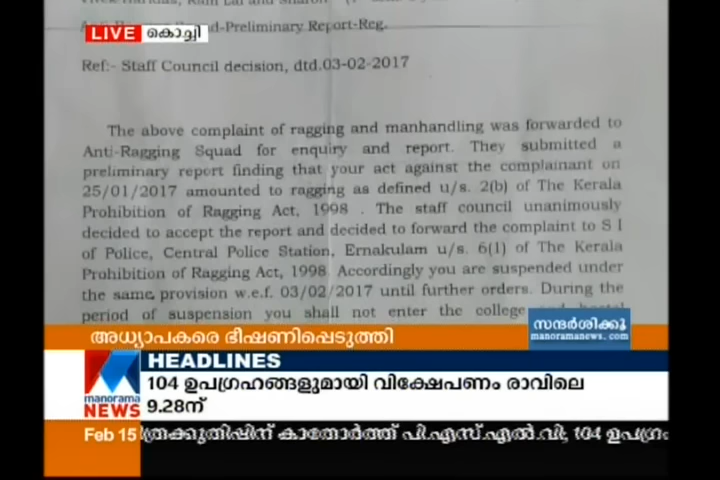 LIVE കൊച്ചി
Anti-Ragging Squad-Preliminary Report-Reg.
Ref:- Staff Council decision, dtd.03-02-2017
The above complaint of ragging and manhandling was forwarded to
Anti-Ragging Squad for enquiry and report. They submitted a
preliminary report finding that your act against the complainant on
25/01/2017 amounted to ragging as defined u/s. 2(b) of The Kerala
Prohibition of Ragging Act, 1998 . The staff council unanimously
decided to accept the report and decided to forward the complaint to S I
of Police, Central Police Station, Ernakulam u/s. 6(1) of The Kerala
Prohibition of Ragging Act, 1998. Accordingly you are suspended under
the same provision w.e.f. 03/02/2017 until further orders. During the
period of suspension you shall not enter the college and hostel
അധ്യാപകരെ ഭീഷണിപ്പെടുത്തി
സന്ദർശിക്കൂ
manoramanews.com
HEADLINES
104 ഉപഗ്രഹങ്ങളുമായി വിക്ഷേപണം രാവിലെ
9.28ന്
manorama
NEWS
Feb 15 ത്രക്കുതിപ്പിന് കാതോർത്ത് പി.എസ്.എൽ.വി; 104 ഉപഗ്രഹ